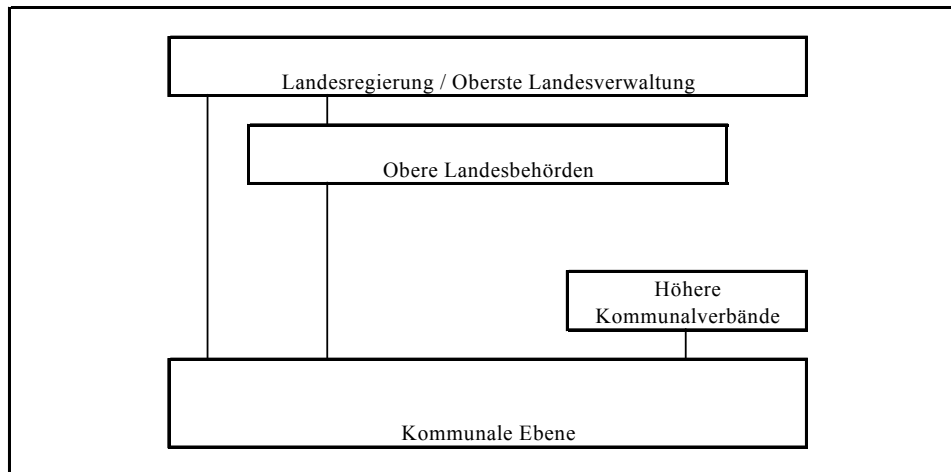 Landesregierung / Oberste Landesverwaltung
Obere Landesbehörden
Höhere
Kommunalverbände
Kommunale Ebene